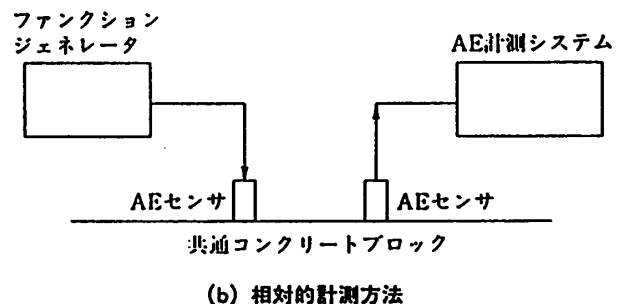 ファンクション
ジェネレータ
AE計測システム
AEセンサ
AEセンサ
共通コンクリートブロック
(b) 相対的計測方法